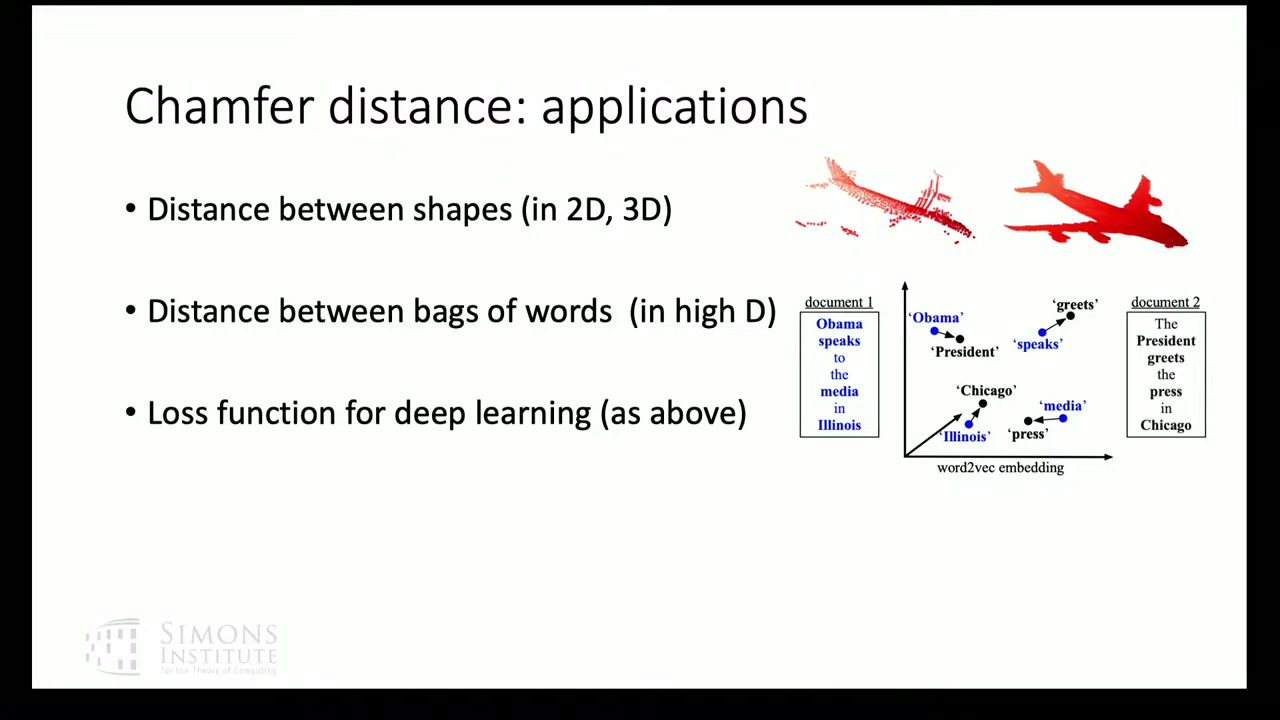 Chamfer distance: applications
• Distance between shapes (in 2D, 3D)
• Distance between bags of words (in high D)
• Loss function for deep learning (as above)
document 1
Obama
speaks
to
the
media
in
Illinois
‘Obama’
‘President’
‘greets’
‘speaks’
‘Chicago’
‘Illinois’
‘media’
‘press’
word2vec embedding
document 2
The
President
greets
the
press
in
Chicago
SIMONS
INSTITUTE
for the Theory of Computing